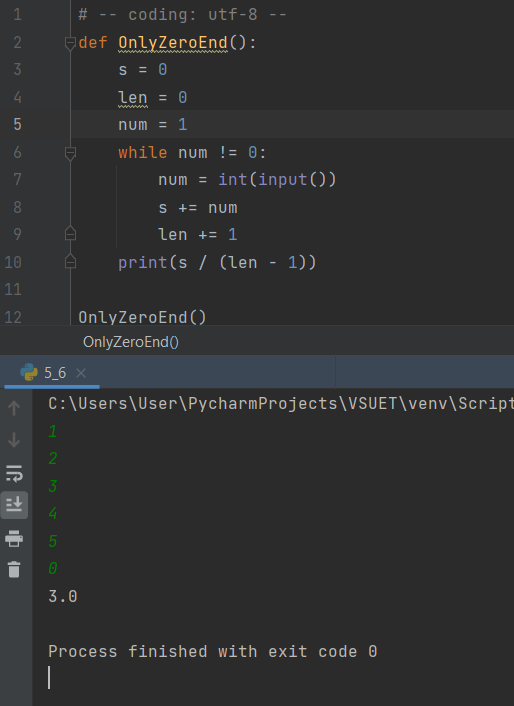 1 # -- coding: utf-8 --
2 def OnlyZeroEnd():
3 s = 0
4 len = 0
5 num = 1
6 while num != 0:
7 num = int(input())
8 s += num
9 len += 1
10 print(s / (len - 1))
11
12 OnlyZeroEnd()
OnlyZeroEnd()
5_6
C:\Users\User\PycharmProjects\VSUET\venv\Script
1
2
3
4
5
0
3.0
Process finished with exit code 0